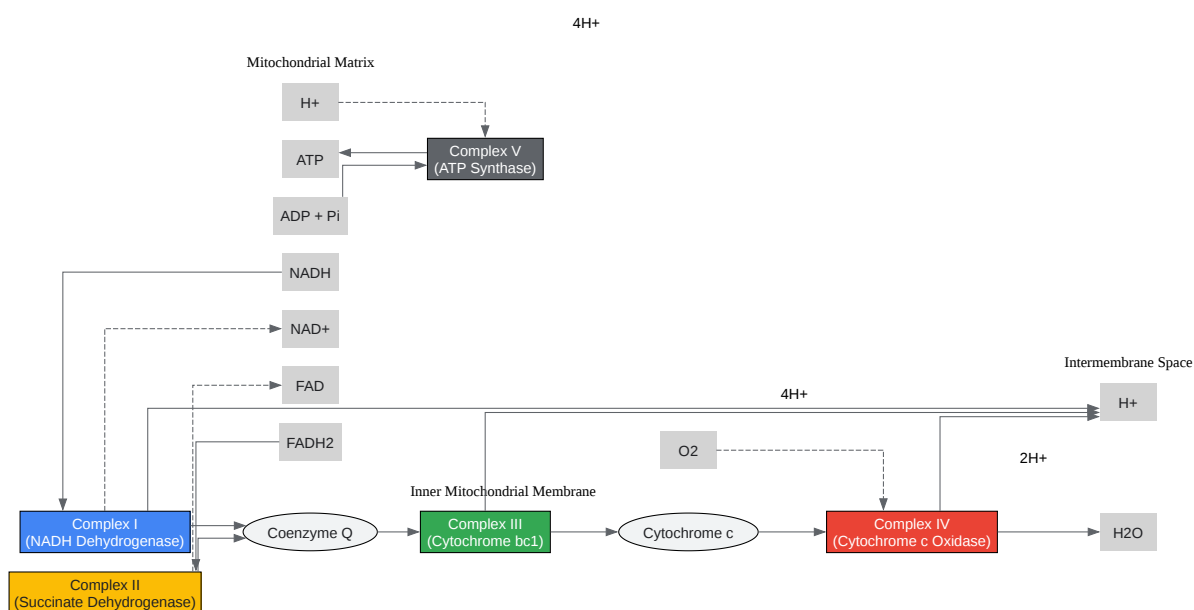 4H+
Mitochondrial Matrix
H+
Complex V
(ATP Synthase)
ATP
ADP + Pi
NADH
NAD+
Intermembrane Space
FAD
4H+
H+
FADH2
O2
2H+
Inner Mitochondrial Membrane
Complex I
(NADH Dehydrogenase)
Coenzyme Q
Complex III
(Cytochrome bc1)
Cytochrome c
Complex IV
(Cytochrome c Oxidase)
H2O
Complex II
(Succinate Dehydrogenase)